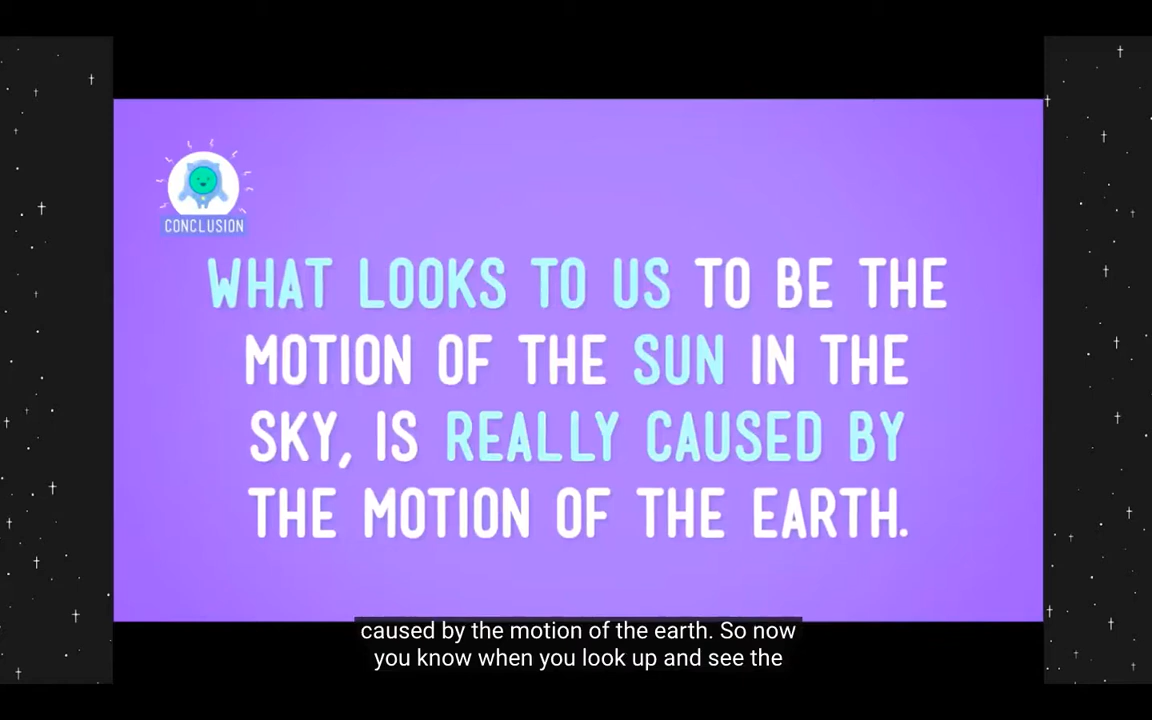 CONCLUSION
WHAT LOOKS TO US TO BE THE
MOTION OF THE SUN IN THE
SKY, IS REALLY CAUSED BY
THE MOTION OF THE EARTH.
caused by the motion of the earth. So now
you know when you look up and see the